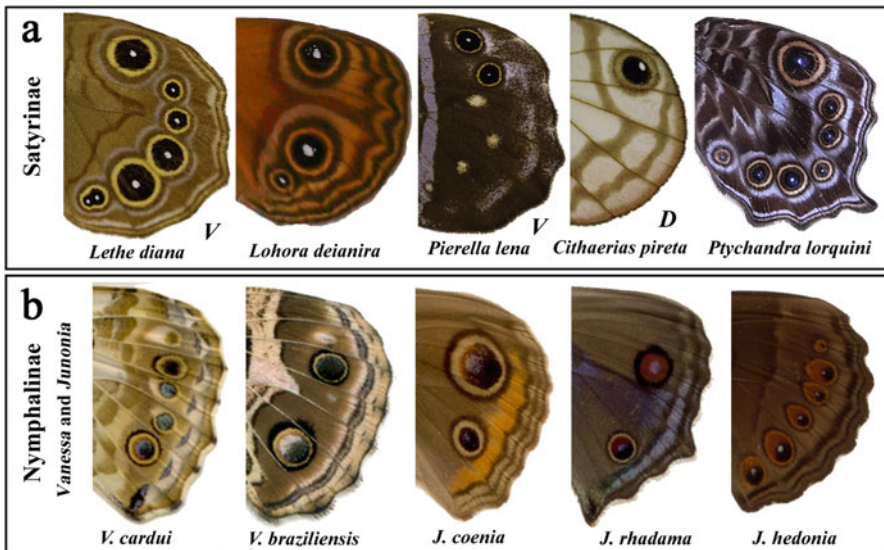 a
Satyrinae
V
V
D
Lethe diana
Lohora deianira
Pierella lena
Cithaerias pireta
Ptychandra lorquini
b
Nymphalinae
Vanessa and Junonia
V. cardui
V. braziliensis
J. coenia
J. rhadama
J. hedonia